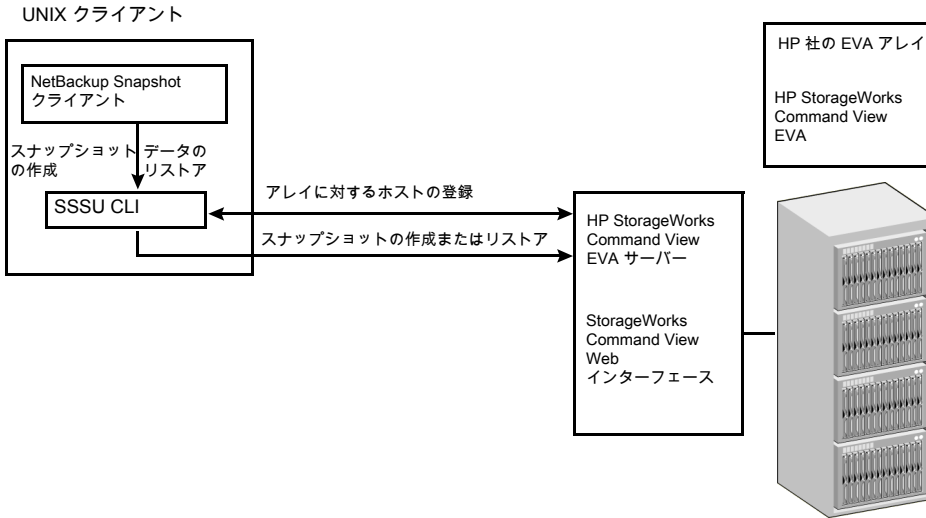 UNIX クライアント
NetBackup Snapshot
クライアント
スナップショット
の作成
データの
リストア
SSSU CLI
アレイに対するホストの登録
スナップショットの作成またはリストア
HP StorageWorks
Command View
EVA サーバー
StorageWorks
Command View
Web
インターフェース
HP 社の EVA アレイ
HP StorageWorks
Command View
EVA